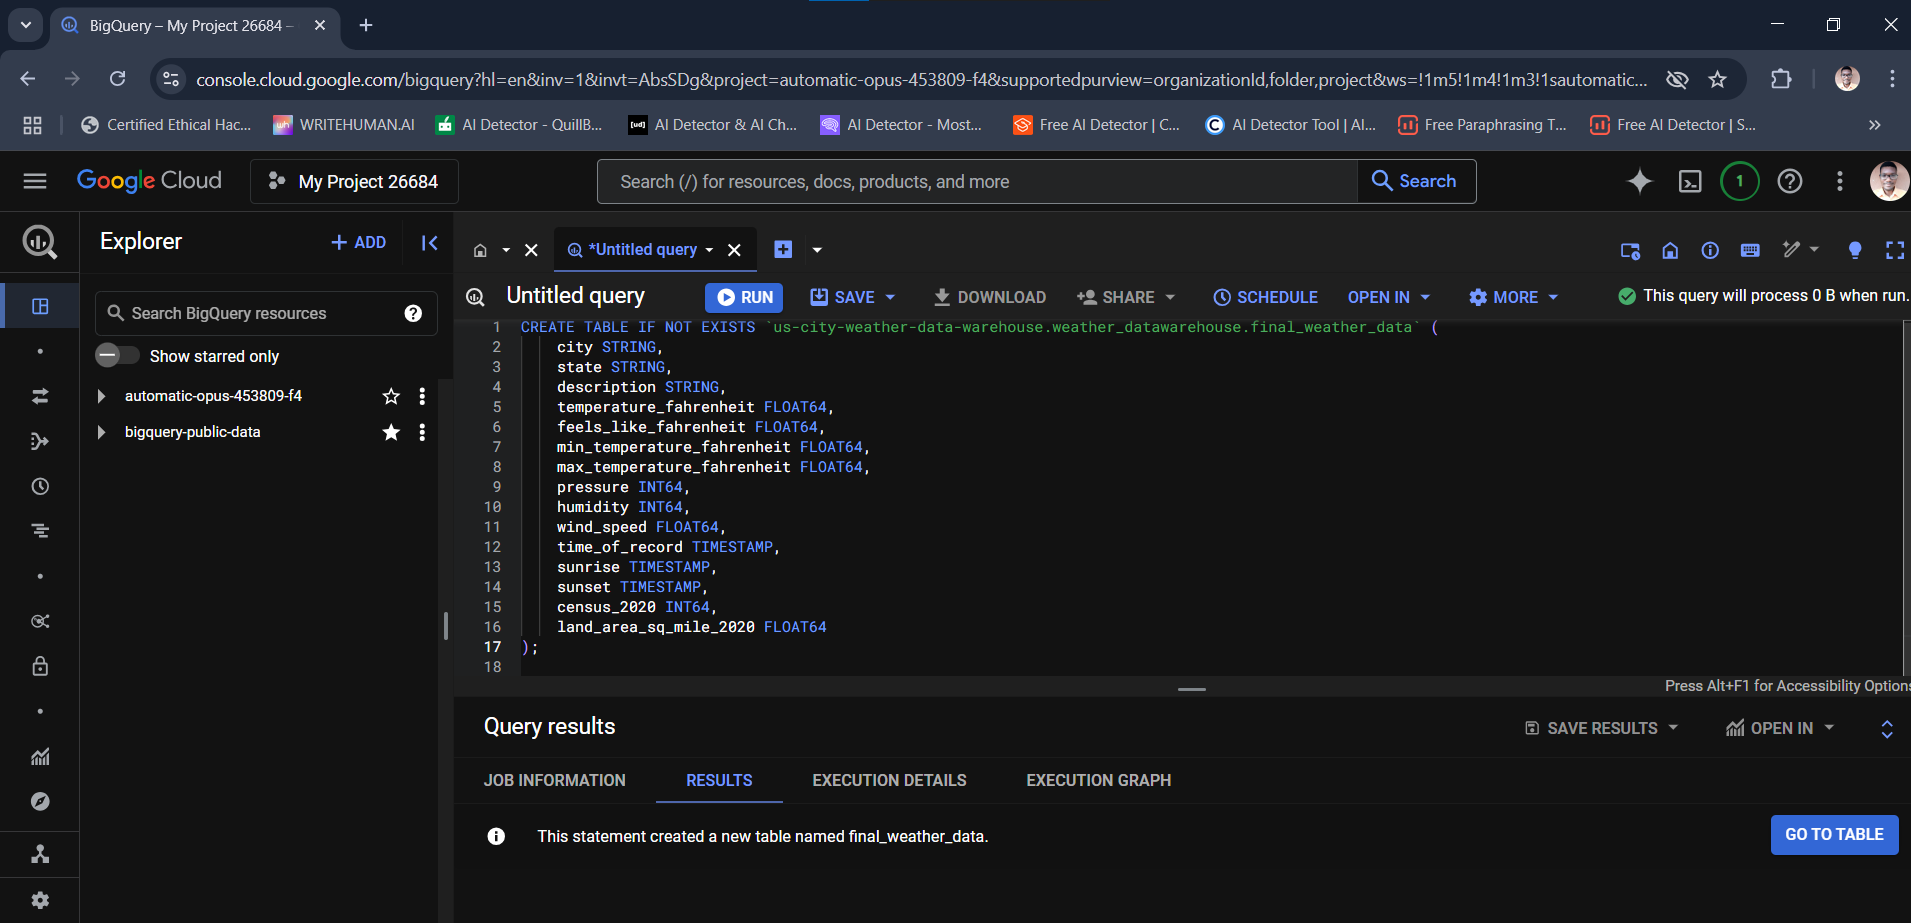 BigQuery – My Project 26684 –
console.cloud.google.com/bigquery?hl=en&inv=1&invt=AbsSDg&project=automatic-opus-453809-f4&supportedpurview=organizationId,folder,project&ws=!1m5!1m4!1m3!1sautomatic...
Certified Ethical Hac... WRITEHUMAN.AI AI Detector - QuillB... AI Detector & AI Ch... AI Detector - Most... Free AI Detector | C... AI Detector Tool | AI... Free Paraphrasing T... Free AI Detector | S...
Google Cloud My Project 26684 Search (/) for resources, docs, products, and more Search 1
Explorer + ADD
*Untitled query
Untitled query RUN SAVE DOWNLOAD SHARE SCHEDULE OPEN IN MORE This query will process 0 B when run.
Search BigQuery resources
Show starred only
automatic-opus-453809-f4
bigquery-public-data
1 CREATE TABLE IF NOT EXISTS `us-city-weather-data-warehouse.weather_datawarehouse.final_weather_data` (
2 city STRING,
3 state STRING,
4 description STRING,
5 temperature_fahrenheit FLOAT64,
6 feels_like_fahrenheit FLOAT64,
7 min_temperature_fahrenheit FLOAT64,
8 max_temperature_fahrenheit FLOAT64,
9 pressure INT64,
10 humidity INT64,
11 wind_speed FLOAT64,
12 time_of_record TIMESTAMP,
13 sunrise TIMESTAMP,
14 sunset TIMESTAMP,
15 census_2020 INT64,
16 land_area_sq_mile_2020 FLOAT64
17 );
18
Press Alt+F1 for Accessibility Options
Query results SAVE RESULTS OPEN IN
JOB INFORMATION RESULTS EXECUTION DETAILS EXECUTION GRAPH
This statement created a new table named final_weather_data. GO TO TABLE